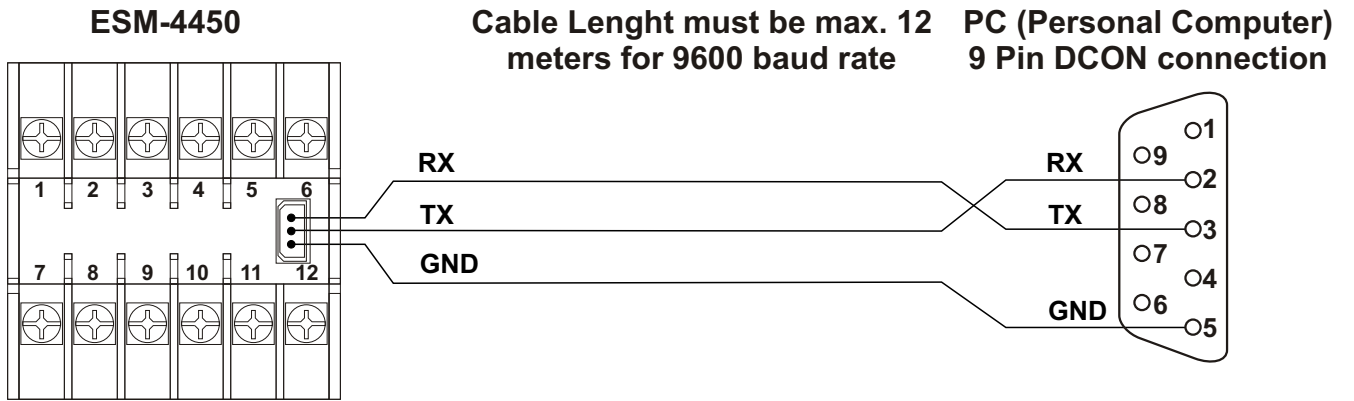 ESM-4450
Cable Lenght must be max. 12
meters for 9600 baud rate
PC (Personal Computer)
9 Pin DCON connection
1 2 3 4 5 6
7 8 9 10 11 12
RX
TX
GND
RX
TX
GND
1
9
2
8
3
7
4
6
5